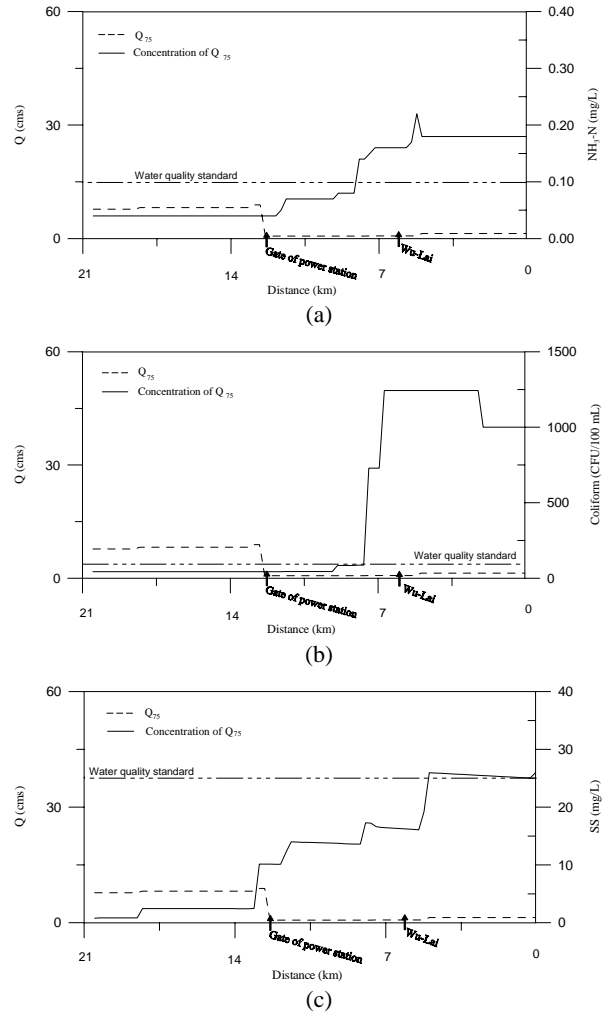 60
0.40
Q75
Concentration of Q 75
Q (cms)
NH3-N (mg/L)
0.30
30
0.20
Water quality standard
0.10
0
0.00
Gate of power station
Wu-Lai
21
14
7
0
Distance (km)
(a)
60
1500
Q75
Concentration of Q 75
Q (cms)
Coliform (CFU/100 mL)
1000
30
500
Water quality standard
0
0
Gate of power station
Wu-Lai
21
14
7
0
Distance (km)
(b)
60
40
Q75
Concentration of Q75
Q (cms)
SS (mg/L)
30
Water quality standard
30
20
10
0
0
Gate of power station
Wu-Lai
21
14
7
0
Distance (km)
(c)